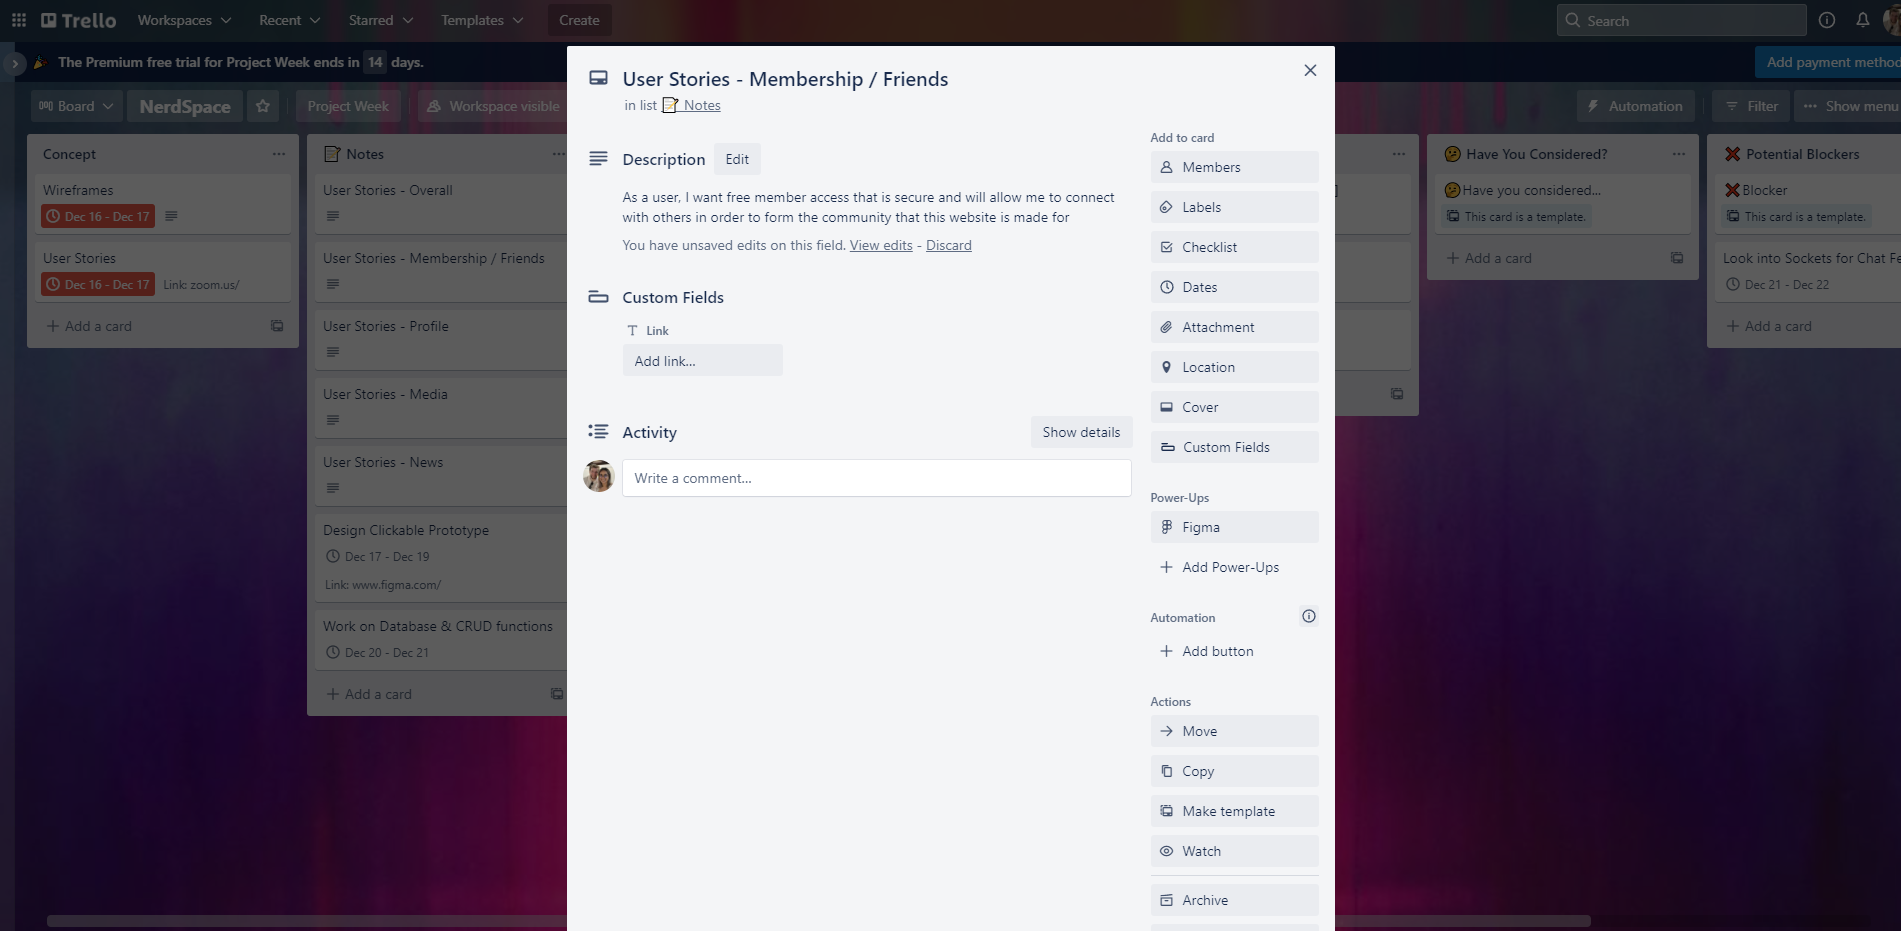 Trello
Workspaces
Recent
Starred
Templates
Create
Search
The Premium free trial for Project Week ends in 14 days.
Add payment method
Board
NerdSpace
Project Week
Workspace visible
Automation
Filter
Show menu
Concept
Wireframes
Dec 16 - Dec 17
User Stories
Dec 16 - Dec 17 Link: zoom.us/
+ Add a card
Notes
User Stories - Overall
User Stories - Membership / Friends
User Stories - Profile
User Stories - Media
User Stories - News
Design Clickable Prototype
Dec 17 - Dec 19
Link: www.figma.com/
Work on Database & CRUD functions
Dec 20 - Dec 21
+ Add a card
User Stories - Membership / Friends
in list 📝 Notes
Description
Edit
As a user, I want free member access that is secure and will allow me to connect
with others in order to form the community that this website is made for
You have unsaved edits on this field. View edits - Discard
Custom Fields
Link
Add link...
Activity
Show details
Write a comment...
Add to card
Members
Labels
Checklist
Dates
Attachment
Location
Cover
Custom Fields
Power-Ups
Figma
+ Add Power-Ups
Automation
+ Add button
Actions
Move
Copy
Make template
Watch
Archive
Have You Considered?
Have you considered...
This card is a template.
+ Add a card
Potential Blockers
Blocker
This card is a template.
Look into Sockets for Chat Fe
Dec 21 - Dec 22
+ Add a card